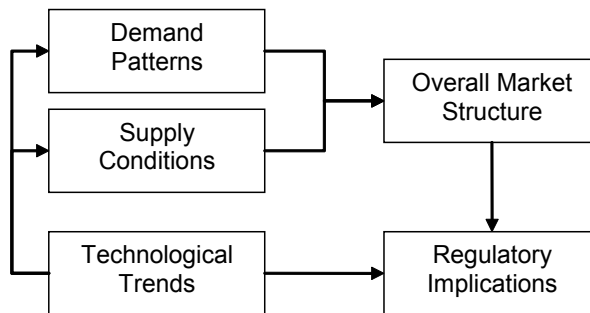 Demand
Patterns
Overall Market
Structure
Supply
Conditions
Technological
Trends
Regulatory
Implications